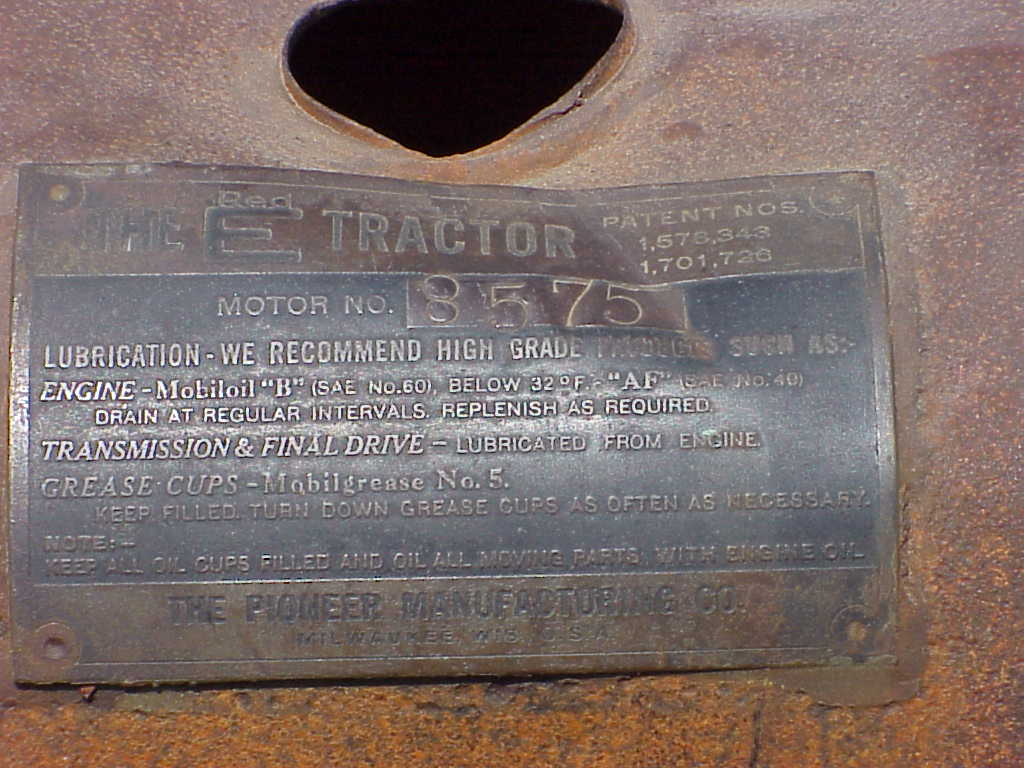 THE Red E TRACTOR
PATENT NOS.
1,578,343
1,701,726
MOTOR NO. 8575
LUBRICATION - WE RECOMMEND HIGH GRADE PRODUCTS SUCH AS:-
ENGINE - Mobiloil "B" (SAE No. 60), BELOW 32°F. - "AF" (SAE No. 40)
DRAIN AT REGULAR INTERVALS. REPLENISH AS REQUIRED.
TRANSMISSION & FINAL DRIVE - LUBRICATED FROM ENGINE.
GREASE CUPS - Mobilgrease No. 5.
KEEP FILLED. TURN DOWN GREASE CUPS AS OFTEN AS NECESSARY.
NOTE:-
KEEP ALL OIL CUPS FILLED AND OIL ALL MOVING PARTS, WITH ENGINE OIL
THE PIONEER MANUFACTURING CO.
MILWAUKEE, WIS., U.S.A.